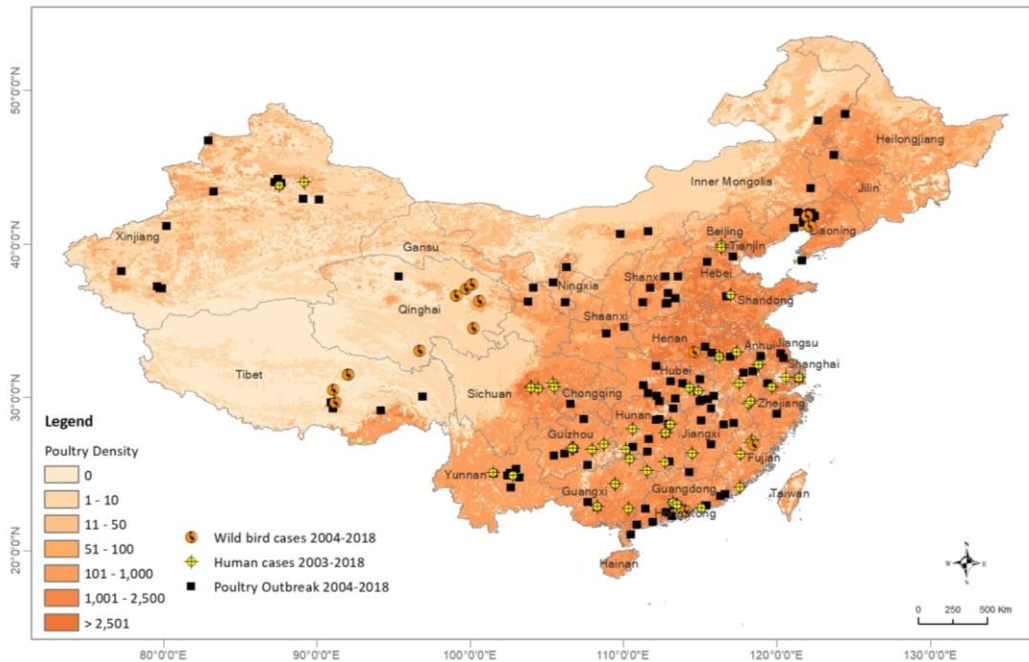 50°0'0"N
40°0'0"N
30°0'0"N
20°0'0"N
Heilongjiang
Inner Mongolia
Jilin
Xinjiang
Beijing
Liaoning
Tianjin
Gansu
Hebei
Shanxi
Ningxia
Shandong
Qinghai
Shaanxi
Henan
Anhui
Jiangsu
Shanghai
Tibet
Hubei
Sichuan
Chongqing
Zhejiang
Hunan
Jiangxi
Guizhou
Fujian
Yunnan
Guangxi
Guangdong
Taiwan
Hainan
Legend
Poultry Density
0
1 - 10
11 - 50
51 - 100
101 - 1,000
1,001 - 2,500
> 2,501
Wild bird cases 2004-2018
Human cases 2003-2018
Poultry Outbreak 2004-2018
N
W
E
S
0 250 500 Km
80°0'0"E 90°0'0"E 100°0'0"E 110°0'0"E 120°0'0"E 130°0'0"E